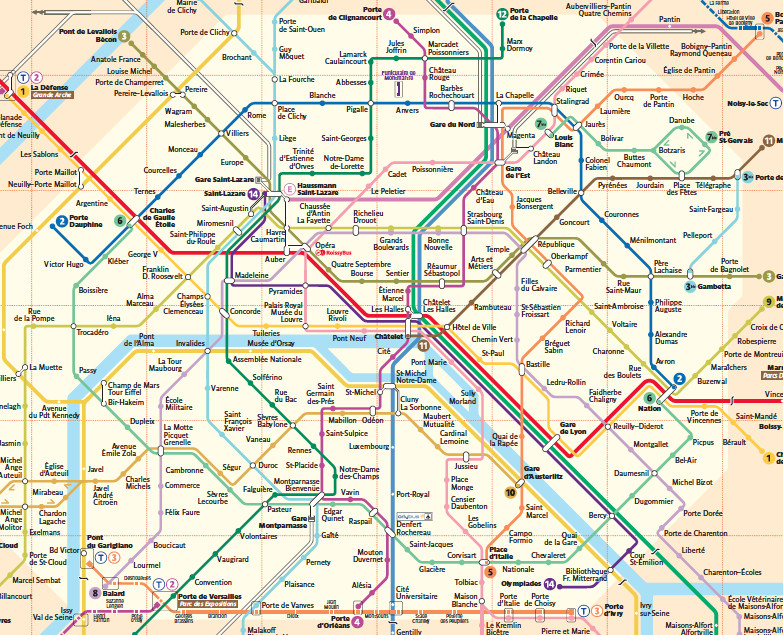 Mairie
de Clichy
Garibaldi
Porte
de Clignancourt
4
12
Porte
de la Chapelle
Aubervilliers–Pantin
Quatre Chemins
5
Pont de Levallois
Bécon
3
Porte de Clichy
Porte
de Saint-Ouen
Guy
Môquet
Simplon
Jules
Joffrin
Marcadet
Poissonniers
Marx
Dormoy
Pantin
Porte de la Villette
Corentin Cariou
Bobigny–Pantin
Raymond Queneau
Anatole France
Louise Michel
Porte de Champerret
Pereire–Levallois
Pereire
Brochant
La Fourche
Lamarck
Caulaincourt
Abbesses
Funiculaire de
Montmartre
Château
Rouge
Barbès
Rochechouart
La Chapelle
Crimée
Riquet
Stalingrad
Église de Pantin
Ourcq
Porte
de Pantin
Hoche
Noisy-le-Sec
T
T 2
1
La Défense
Grande Arche
Wagram
Malesherbes
Rome
Place
de Clichy
Blanche
Pigalle
Anvers
Gare du Nord
Magenta
7bis
Louis
Blanc
Jaurès
Laumière
Bolivar
Botzaris
7bis
Pré
St-Gervais
11
Les Sablons
Monceau
Villiers
Liège
Saint-Georges
Château
Landon
Buttes
Chaumont
Place
des Fêtes
Télégraphe
Porte Maillot
Neuilly–Porte Maillot
Courcelles
Europe
Trinité
d'Estienne
d'Orves
Notre-Dame
de-Lorette
Cadet
Poissonnière
Gare
de l'Est
Colonel
Fabien
Pyrénées
Jourdain
3bis
Argentine
Ternes
Gare Saint-Lazare
Saint-Lazare
14
E
Haussmann
Saint-Lazare
Le Peletier
Château
d'Eau
Jacques
Bonsergent
Belleville
Couronnes
Saint-Fargeau
2
Porte
Dauphine
6
Charles
de Gaulle
Étoile
Saint-Augustin
Miromesnil
Saint-Philippe
du-Roule
Havre
Caumartin
Chaussée
d'Antin
La Fayette
Richelieu
Drouot
Grands
Boulevards
Bonne
Nouvelle
Strasbourg
Saint-Denis
Goncourt
Ménilmontant
Pelleport
Victor Hugo
Kléber
George V
Auber
Opéra
RoissyBus
Temple
République
Oberkampf
Parmentier
Père
Lachaise
Porte
de Bagnolet
Boissière
Franklin
D. Roosevelt
Madeleine
Quatre Septembre
Bourse
Sentier
Réaumur
Sébastopol
Arts et
Métiers
Filles
du Calvaire
Rue
Saint-Maur
3bis
Gambetta
3
9
Alma
Marceau
Champs
Élysées
Clemenceau
Concorde
Pyramides
Palais Royal
Musée du
Louvre
Louvre
Rivoli
Étienne
Marcel
Les Halles
Châtelet
Les Halles
Rambuteau
St-Sébastien
Froissart
Saint-Ambroise
Philippe
Auguste
Rue
de la Pompe
Iéna
Trocadéro
Tuileries
Musée d'Orsay
Pont Neuf
Châtelet
11
Hôtel de Ville
Chemin Vert
Richard
Lenoir
Voltaire
Alexandre
Dumas
Robespierre
Pont
de l'Alma
Invalides
Assemblée Nationale
Cité
St-Michel
Notre-Dame
Pont Marie
St-Paul
Bréguet
Sabin
Charonne
Avron
Maraîchers
La Muette
Passy
La Tour
Maubourg
Solférino
Saint
Germain
des-Prés
St-Michel
Sully
Morland
Bastille
Ledru-Rollin
Rue
des Boulets
Faidherbe
Chaligny
2
Buzenval
Avenue
du Pdt Kennedy
Champ de Mars
Tour Eiffel
Bir-Hakeim
École
Militaire
Varenne
Rue
du Bac
Mabillon
Odéon
Cluny
La Sorbonne
Maubert
Mutualité
6
Nation
Porte de
Vincennes
Saint-Mandé
Dupleix
La Motte
Picquet
Grenelle
Saint
François
Xavier
Sèvres
Babylone
Vaneau
Saint-Sulpice
Luxembourg
Cardinal
Lemoine
Quai de
la Rapée
Gare
de Lyon
Reuilly–Diderot
Montgallet
Picpus
Bérault
1
Église
d'Auteuil
Avenue
Émile Zola
Cambronne
Ségur
Duroc
Rennes
St-Placide
Jussieu
Bel-Air
Mirabeau
Javel
Javel
André
Citroën
Charles
Michels
Commerce
Sèvres
Lecourbe
Falguière
Montparnasse
Bienvenue
Notre-Dame
des-Champs
Place
Monge
Gare
d'Austerlitz
10
Daumesnil
Michel Bizot
Chardon
Lagache
Félix Faure
Pasteur
Gare
Montparnasse
Edgar
Quinet
Vavin
Raspail
Port-Royal
Censier
Daubenton
Saint
Marcel
Bercy
Dugommier
Porte Dorée
Exelmans
Porte
de St-Cloud
Pont
du Garigliano
Boucicaut
Volontaires
Gaîté
Denfert
Rochereau
Les
Gobelins
Campo
Formio
Quai
de la Gare
Porte de Charenton
Bd Victor
T 3
Lourmel
Vaugirard
Pernety
Mouton
Duvernet
Saint-Jacques
Corvisart
Place
d'Italie
Chevaleret
Cour
St-Émilion
Liberté
Marcel Sembat
8
Balard
T 2
Convention
Plaisance
Alésia
Glacière
5
Nationale
Bibliothèque
Fr. Mitterrand
Charenton–Écoles
Issy
Val de Seine
Porte de Versailles
Parc des Expositions
Porte de Vanves
Cité
Universitaire
Tolbiac
Maison
Blanche
Olympiades
14
École Vétérinaire
de Maisons-Alfort
Malakoff
Porte
d'Orléans
4
Gentilly
Le Kremlin
Bicêtre
Porte
d'Italie
Porte
de Choisy
Pierre et Marie
T 3
Porte
d'Ivry
Ivry
sur-Seine
Maisons-Alfort
Alfortville